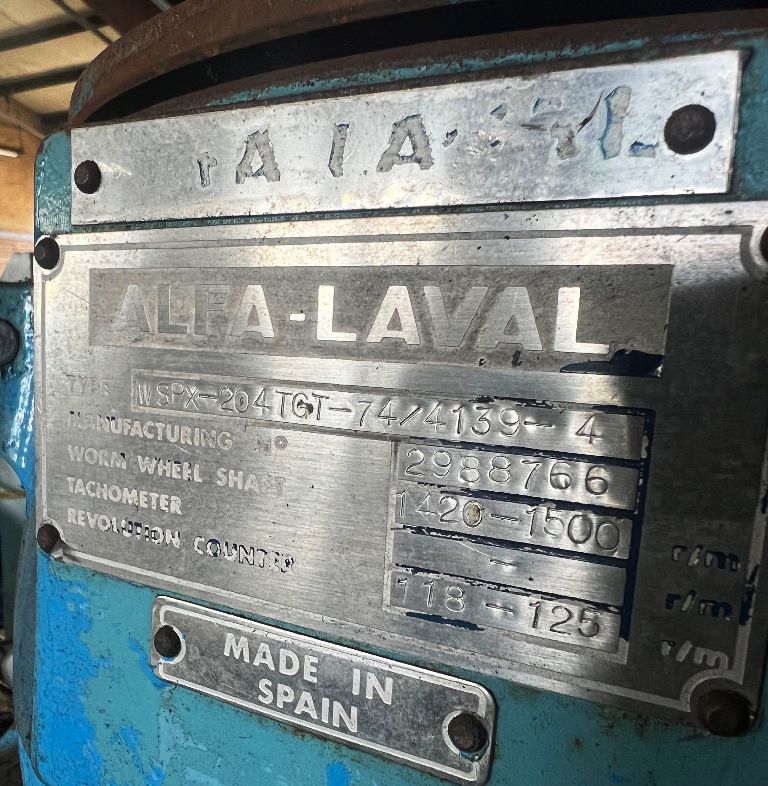 ALFA-LAVAL
TYPE WSPX-204TGT-74/4139-4
MANUFACTURING Nº 2988766
WORM WHEEL SHAFT 1420-1500 r/m
TACHOMETER - r/m
REVOLUTION COUNTER 118-125 r/m
MADE IN
SPAIN